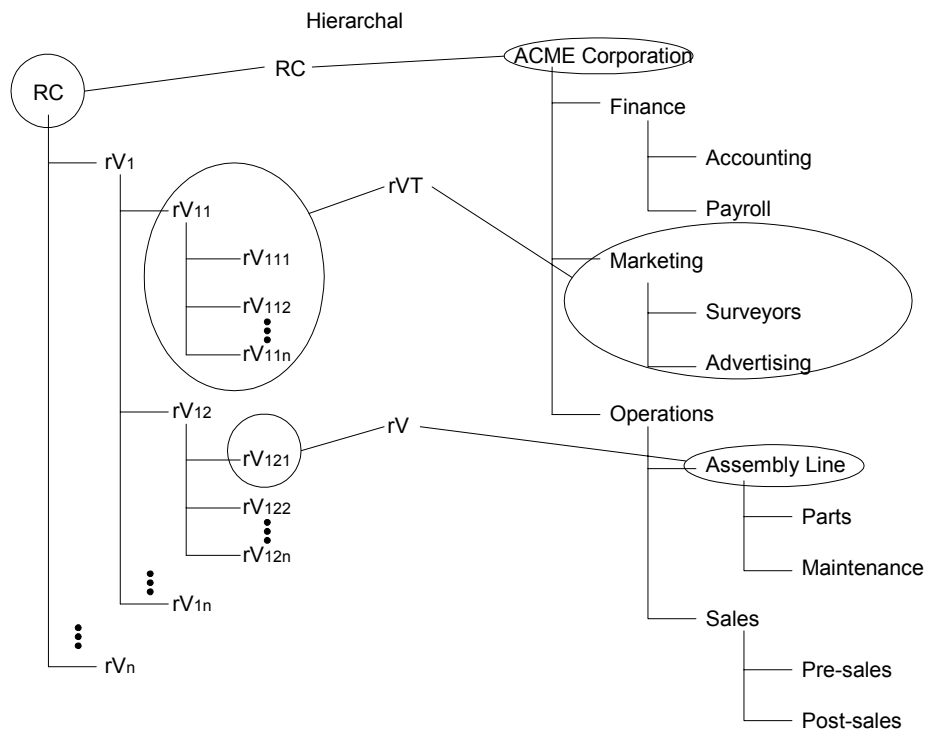 Hierarchal
RC
RC
rV1
rV11
rV111
rV112
rV11n
rV12
rV121
rV122
rV12n
rV1n
rVn
rVT
rV
ACME Corporation
Finance
Accounting
Payroll
Marketing
Surveyors
Advertising
Operations
Assembly Line
Parts
Maintenance
Sales
Pre-sales
Post-sales